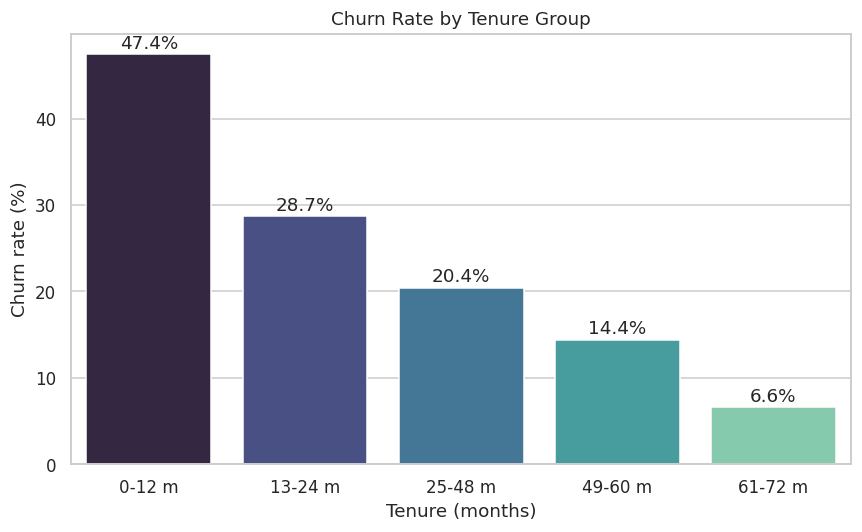 Churn Rate by Tenure Group
Churn rate (%)
40
30
20
10
0
47.4%
28.7%
20.4%
14.4%
6.6%
0-12 m
13-24 m
25-48 m
49-60 m
61-72 m
Tenure (months)